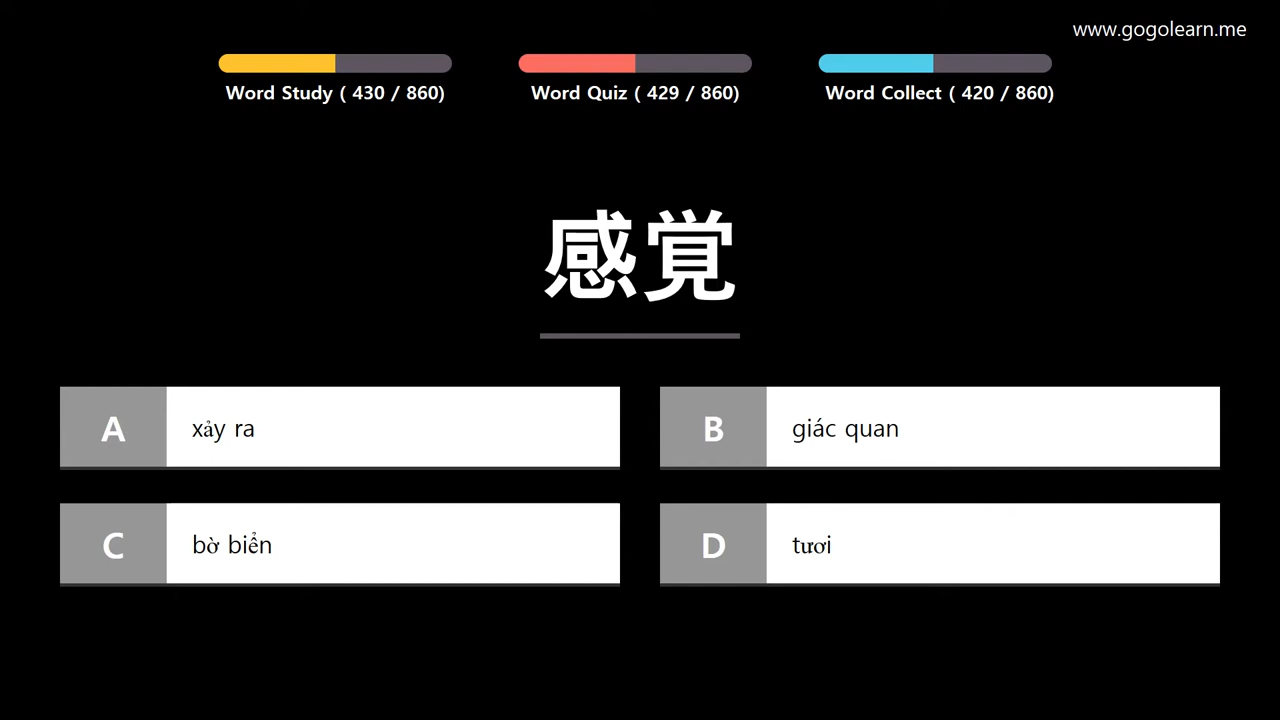 www.gogolearn.me
Word Study ( 430 / 860)
Word Quiz ( 429 / 860)
Word Collect ( 420 / 860)
感覚
A xảy ra
B giác quan
C bờ biển
D tươi